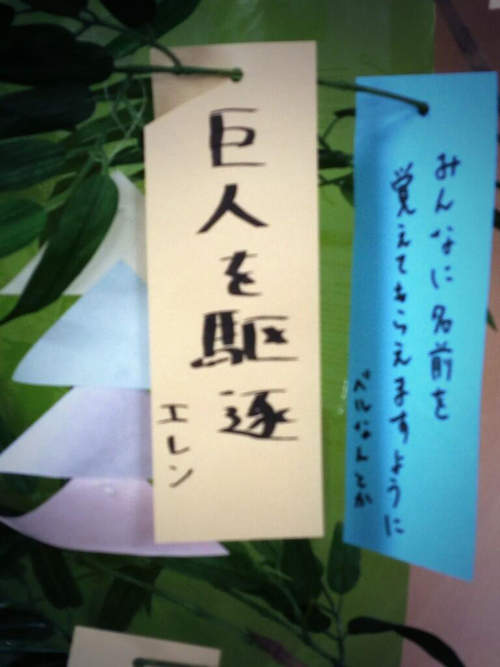 みんなに名前を
覚えてもらえますように
ベルなんとか
巨人を駆逐
エレン